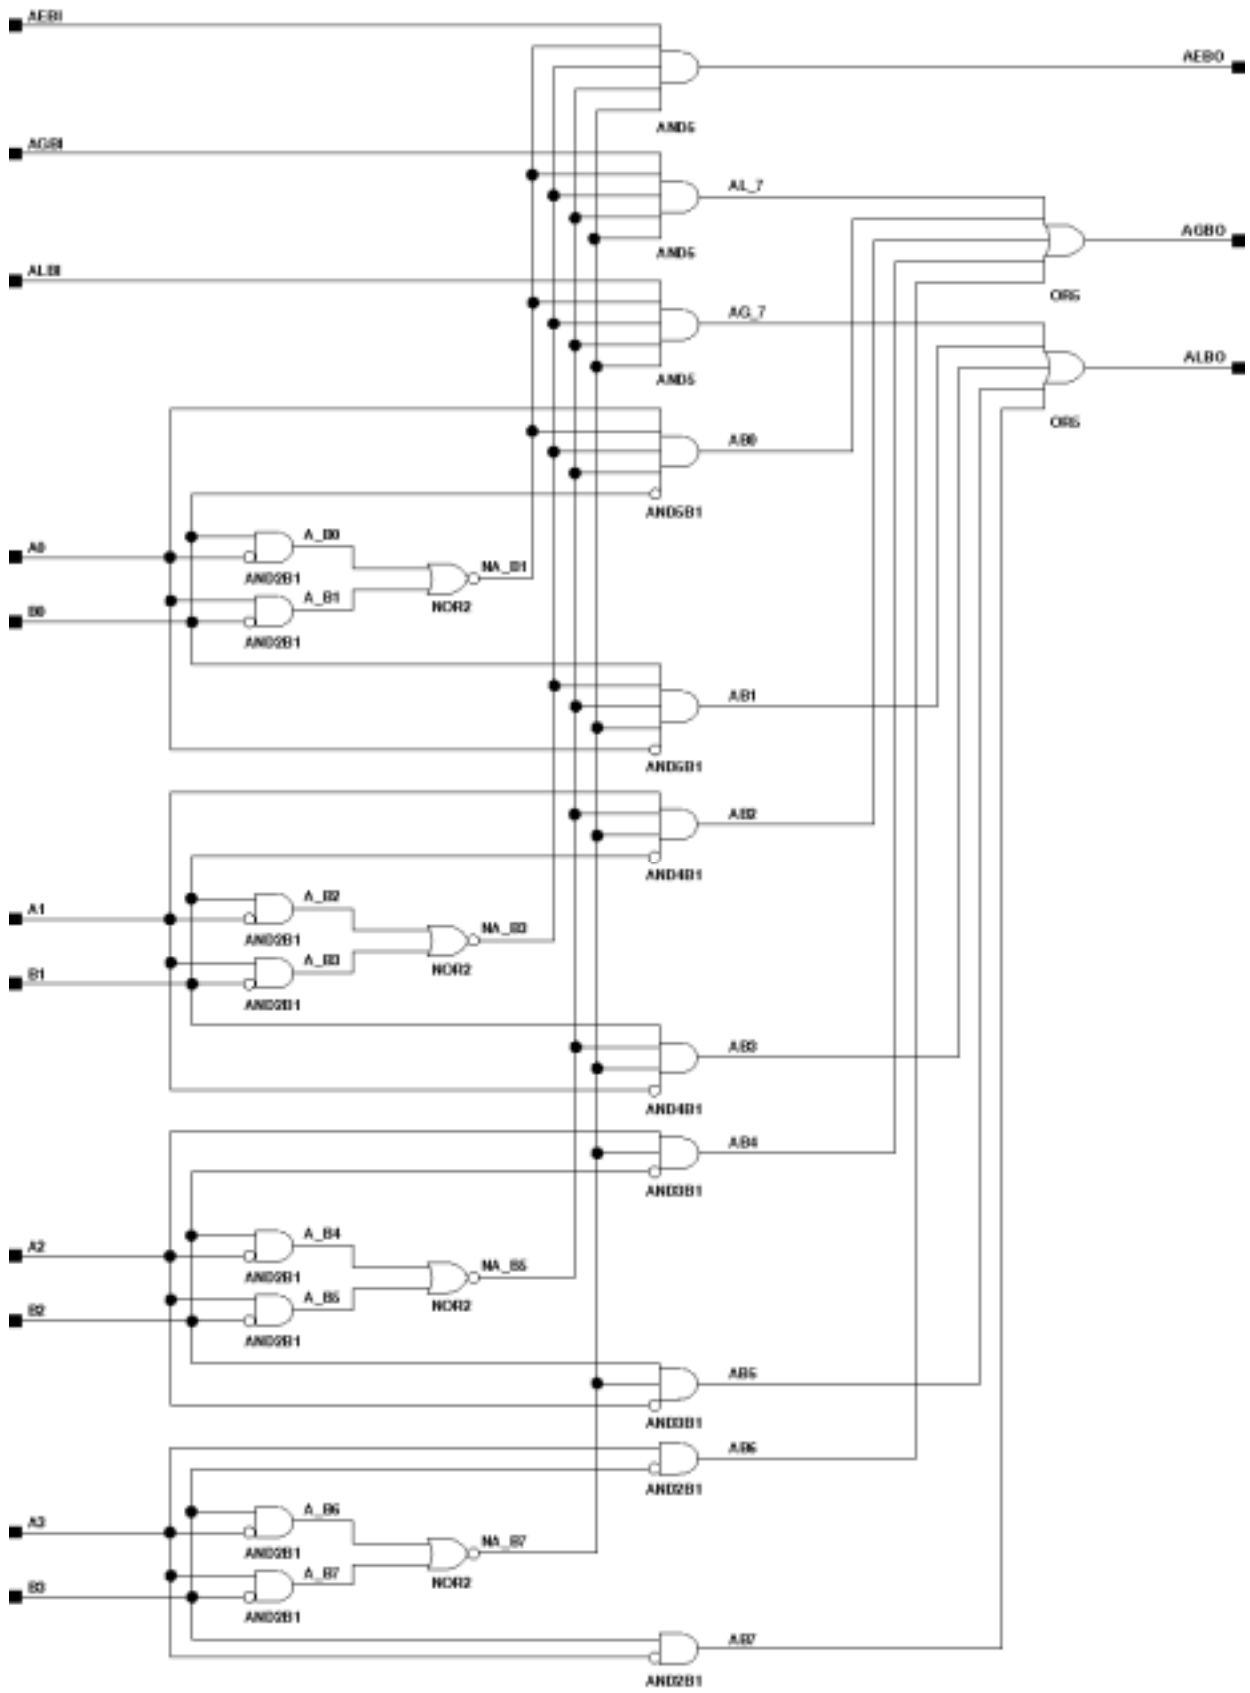 AEBI
AEBO
AND5
AGBI
AL_7
AGBO
AND5
ALBI
OR5
AG_7
ALBO
AND5
OR5
AB0
AND5B1
A0
A_B0
NA_B1
AND2B1
A_B1
NOR2
B0
AND2B1
AB1
AND5B1
AB2
AND4B1
A1
A_B2
NA_B3
AND2B1
A_B3
NOR2
B1
AND2B1
AB3
AND4B1
AB4
AND3B1
A2
A_B4
NA_B5
AND2B1
A_B5
NOR2
B2
AND2B1
AB5
AND3B1
AB6
AND2B1
A3
A_B6
NA_B7
AND2B1
A_B7
NOR2
B3
AND2B1
AB7
AND2B1